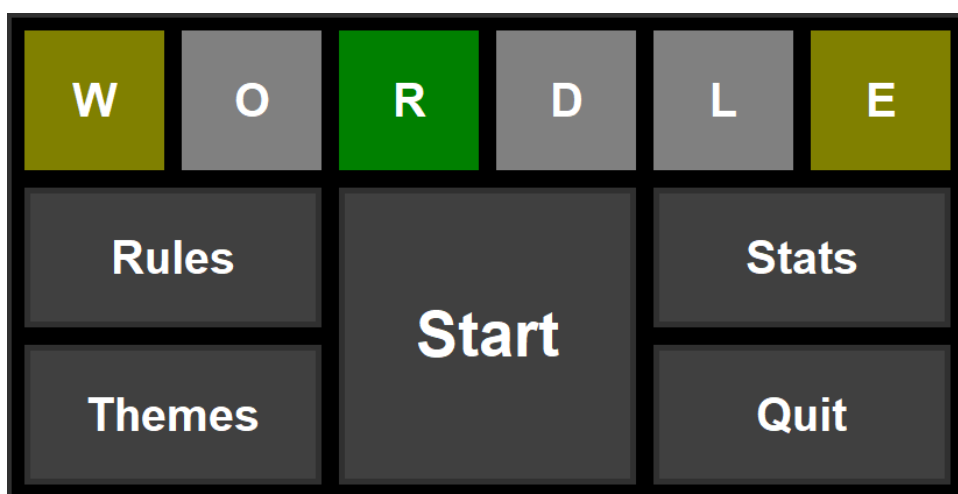 W O R D L E
Rules
Start
Stats
Themes
Quit